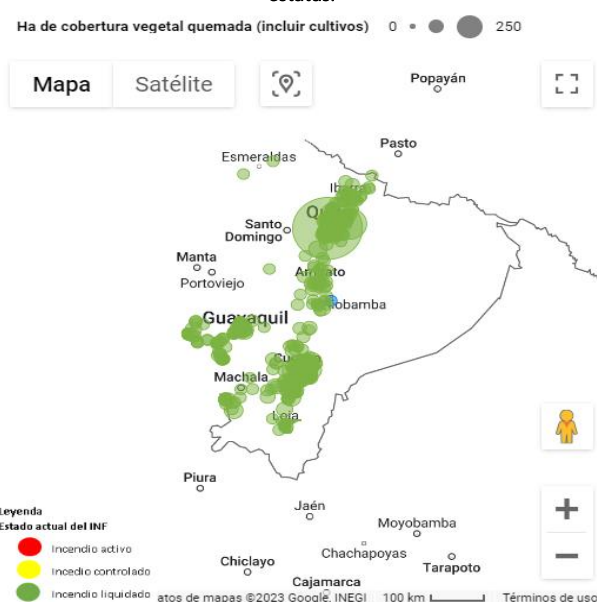 Ha de cobertura vegetal quemada (incluir cultivos) 0 250
Mapa Satélite
Popayán
Pasto
Esmeraldas
Santo
Domingo
Manta
Portoviejo
Guayaquil
Machala
Loja
Piura
Leyenda
Estado actual del INF
Jaén
Moyobamba
Incendio activo
Chachapoyas
Incedio controlado
Chiclayo
Tarapoto
Cajamarca
Incendio liquidado
atos de mapas ©2023 Google, INEGI 100 km Términos de uso